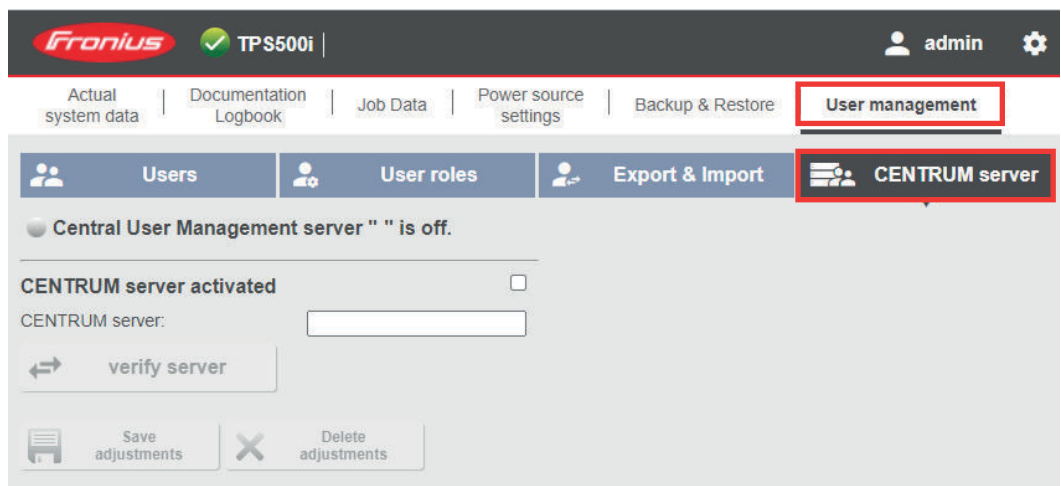 Fronius TPS500i admin
Actual system data
Documentation Logbook
Job Data
Power source settings
Backup & Restore
User management
Users
User roles
Export & Import
CENTRUM server
Central User Management server " " is off.
CENTRUM server activated
CENTRUM server:
verify server
Save adjustments
Delete adjustments